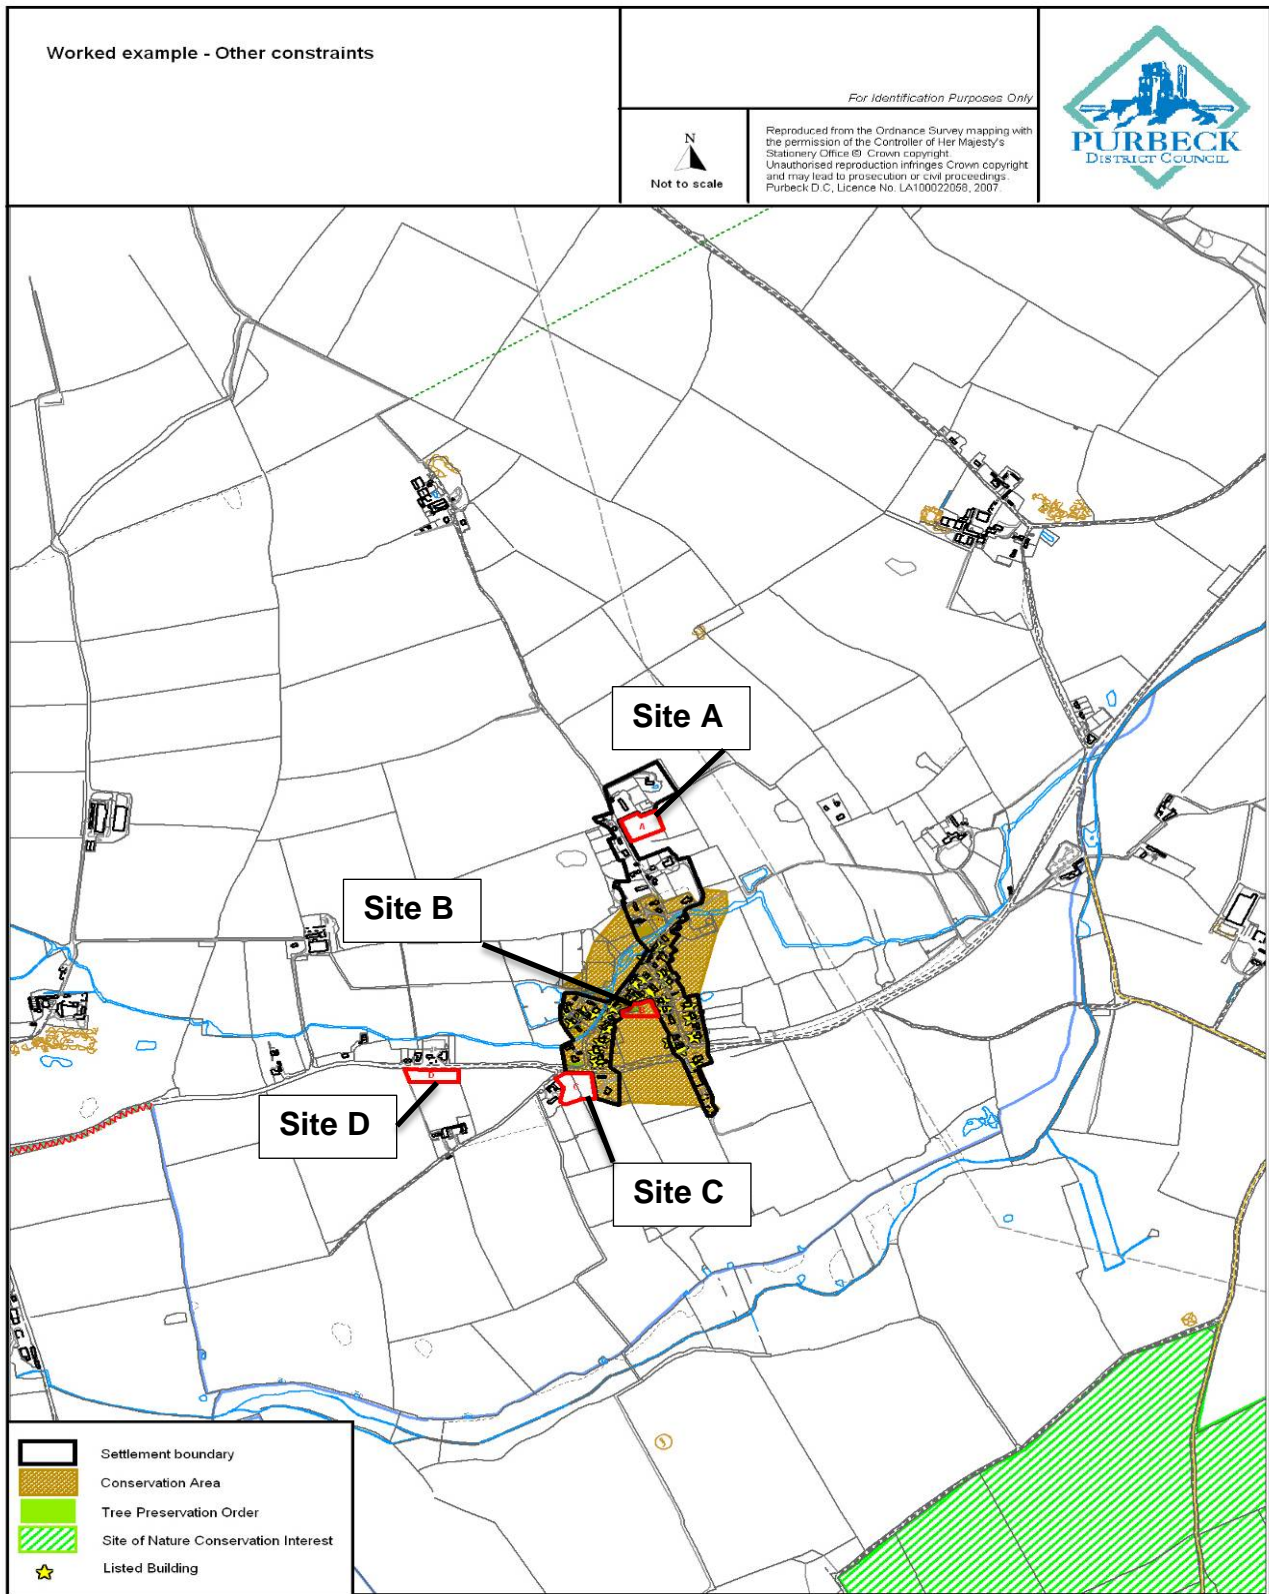 Worked example - Other constraints
For Identification Purposes Only
N
Not to scale
Reproduced from the Ordnance Survey mapping with
the permission of the Controller of Her Majesty's
Stationery Office © Crown copyright.
Unauthorised reproduction infringes Crown copyright
and may lead to prosecution or civil proceedings.
Purbeck D.C, Licence No. LA100022058, 2007.
PURBECK
DISTRICT COUNCIL
Site A
A
Site B
Site D
D
C
Site C
Settlement boundary
Conservation Area
Tree Preservation Order
Site of Nature Conservation Interest
Listed Building